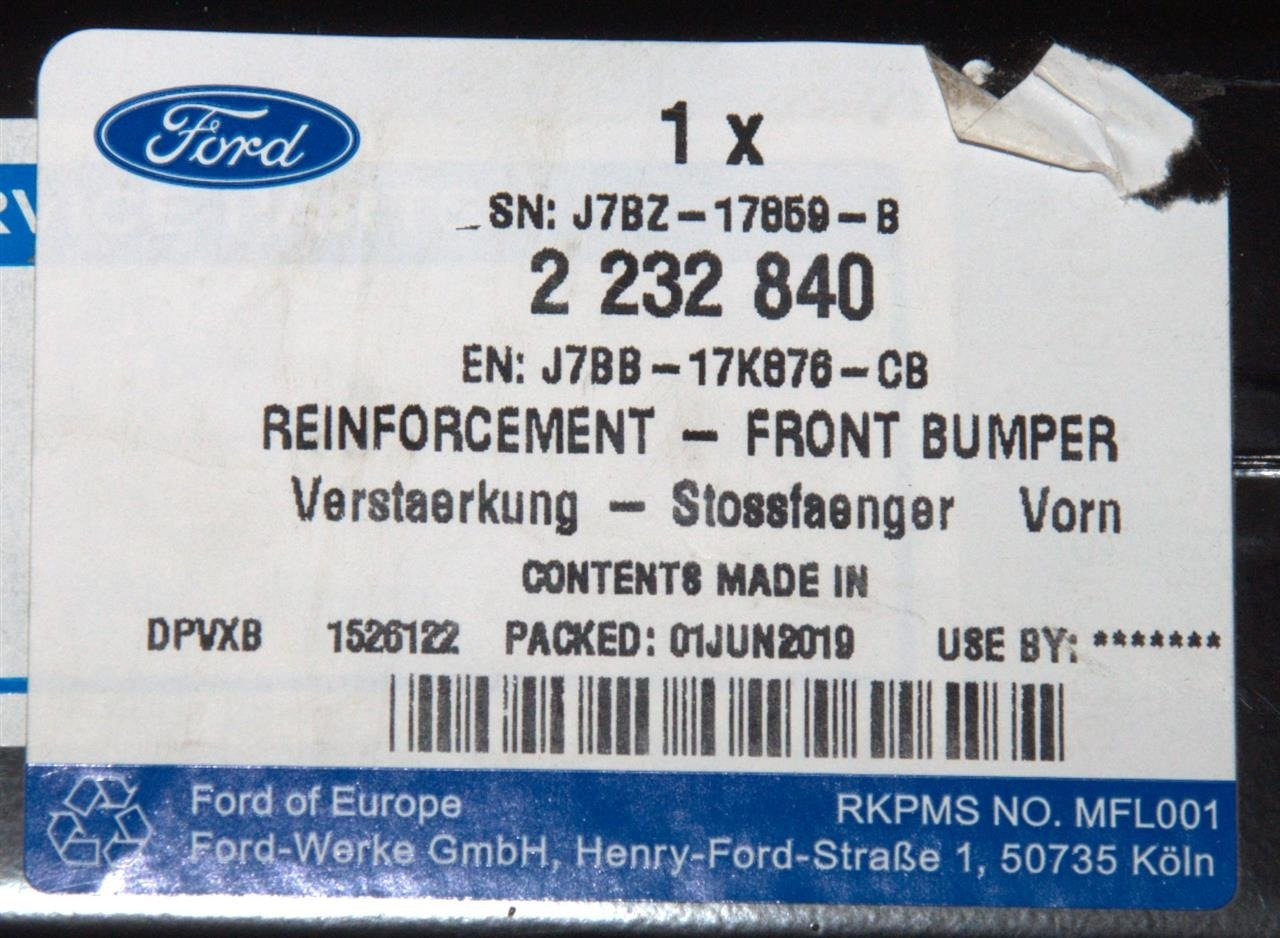 Ford
1 x
SN: J7BZ-17859-B
2 232 840
EN: J7BB-17K876-CB
REINFORCEMENT - FRONT BUMPER
Verstaerkung - Stossfaenger Vorn
CONTENTS MADE IN
DPVXB 1526122 PACKED: 01JUN2019 USE BY: *******
Ford of Europe RKPMS NO. MFL001
Ford-Werke GmbH, Henry-Ford-Straße 1, 50735 Köln